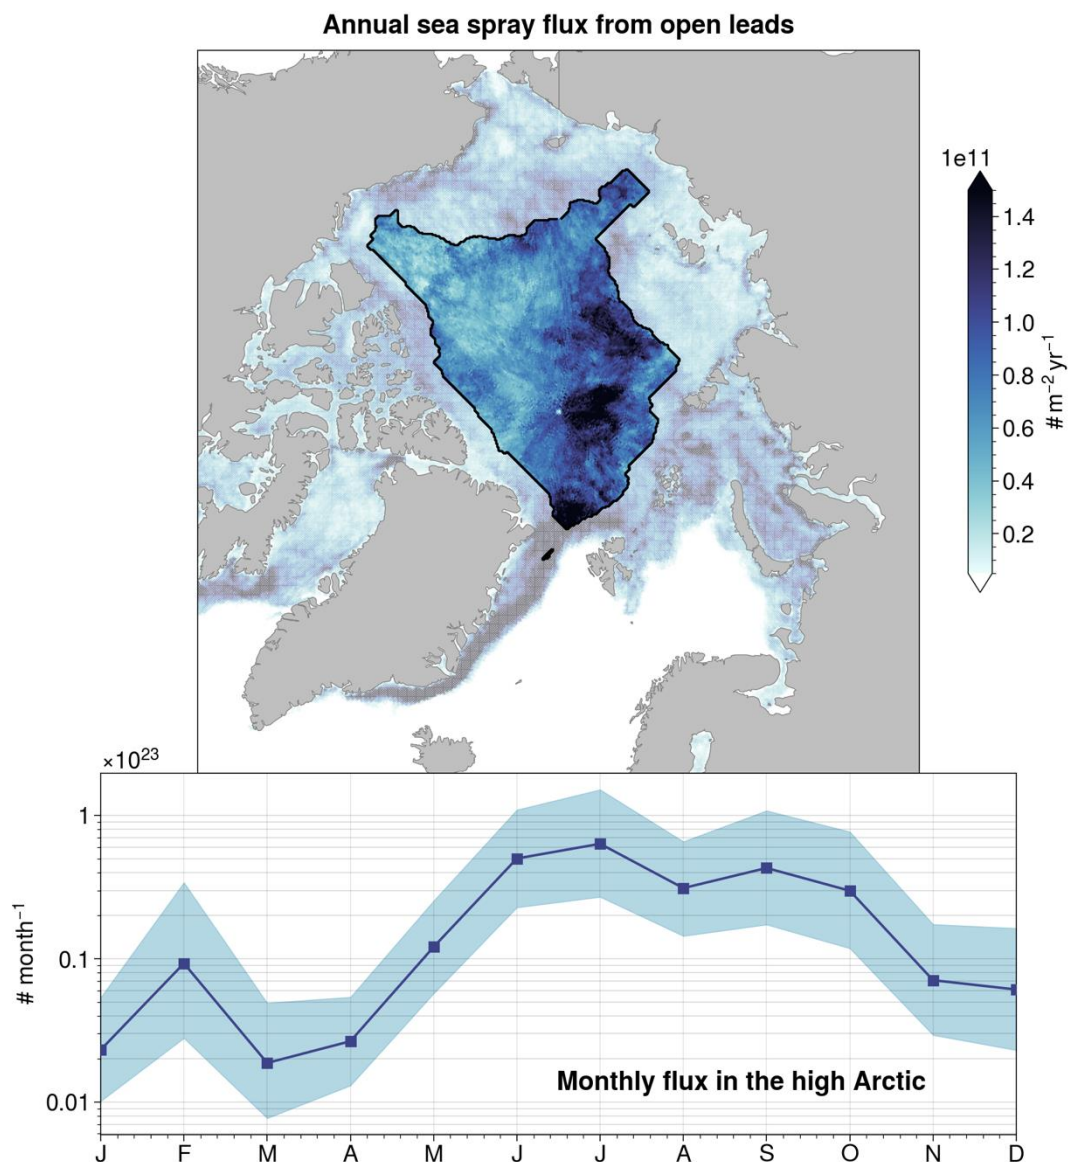 Annual sea spray flux from open leads
1e11
1.4
1.2
1.0
0.8
0.6
0.4
0.2
# m⁻² yr⁻¹
×10²³
1
0.1
0.01
# month⁻¹
Monthly flux in the high Arctic
J F M A M J J A S O N D